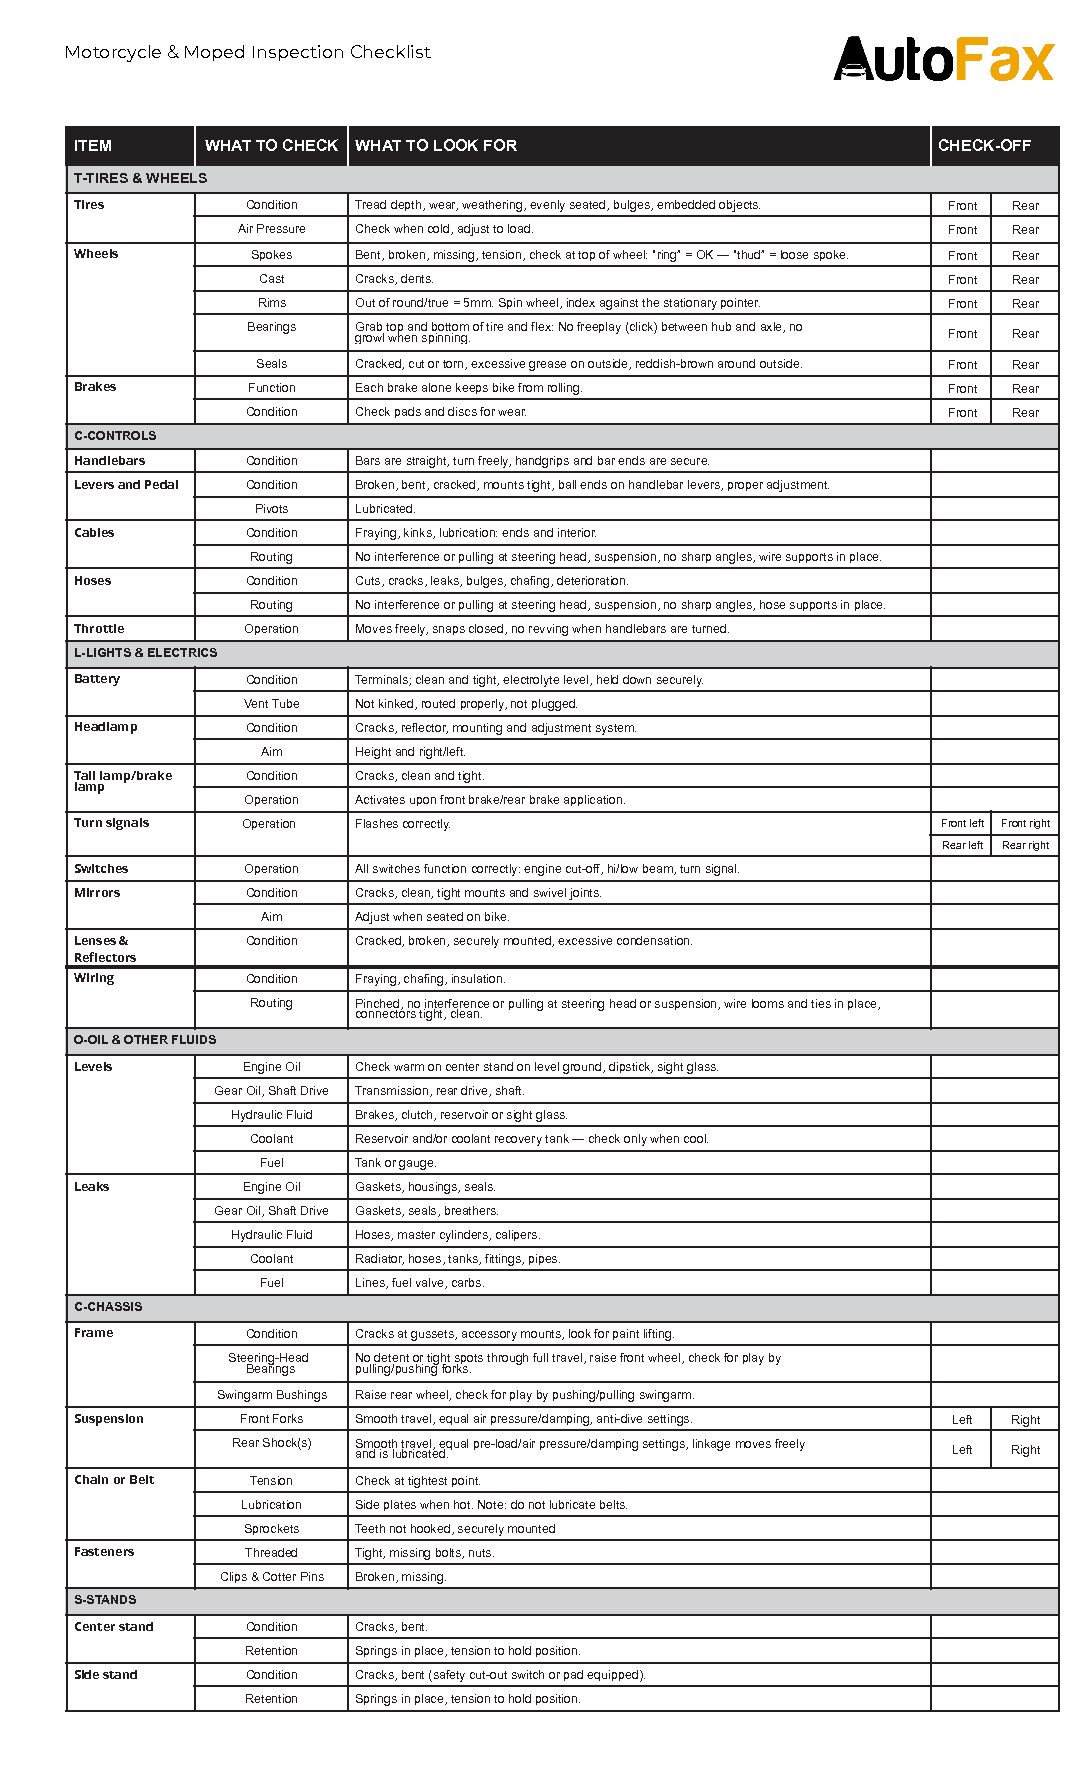 Motorcycle & Moped Inspection Checklist
AutoFax
ITEM WHAT TO CHECK WHAT TO LOOK FOR CHECK-OFF
T-TIRES & WHEELS
Tires Condition Tread depth, wear, weathering, evenly seated, bulges, embedded objects. Front Rear
Air Pressure Check when cold, adjust to load. Front Rear
Wheels Spokes Bent, broken, missing, tension, check at top of wheel: "ring" = OK — "thud" = loose spoke. Front Rear
Cast Cracks, dents. Front Rear
Rims Out of round/true = 5mm. Spin wheel, index against the stationary pointer. Front Rear
Bearings Grab top and bottom of tire and flex: No freeplay (click) between hub and axle, no
growl when spinning. Front Rear
Seals Cracked, cut or torn, excessive grease on outside, reddish-brown around outside. Front Rear
Brakes Function Each brake alone keeps bike from rolling. Front Rear
Condition Check pads and discs for wear. Front Rear
C-CONTROLS
Handlebars Condition Bars are straight, turn freely, handgrips and bar ends are secure.
Levers and Pedal Condition Broken, bent, cracked, mounts tight, ball ends on handlebar levers, proper adjustment.
Pivots Lubricated.
Cables Condition Fraying, kinks, lubrication: ends and interior.
Routing No interference or pulling at steering head, suspension, no sharp angles, wire supports in place.
Hoses Condition Cuts, cracks, leaks, bulges, chafing, deterioration.
Routing No interference or pulling at steering head, suspension, no sharp angles, hose supports in place.
Throttle Operation Moves freely, snaps closed, no revving when handlebars are turned.
L-LIGHTS & ELECTRICS
Battery Condition Terminals; clean and tight, electrolyte level, held down securely.
Vent Tube Not kinked, routed properly, not plugged.
Headlamp Condition Cracks, reflector, mounting and adjustment system.
Aim Height and right/left.
Tail lamp/brake
lamp Condition Cracks, clean and tight.
Operation Activates upon front brake/rear brake application.
Turn signals Operation Flashes correctly. Front left Front right
Rear left Rear right
Switches Operation All switches function correctly: engine cut-off, hi/low beam, turn signal.
Mirrors Condition Cracks, clean, tight mounts and swivel joints.
Aim Adjust when seated on bike.
Lenses &
Reflectors Condition Cracked, broken, securely mounted, excessive condensation.
Wiring Condition Fraying, chafing, insulation.
Routing Pinched, no interference or pulling at steering head or suspension, wire looms and ties in place,
connectors tight, clean.
O-OIL & OTHER FLUIDS
Levels Engine Oil Check warm on center stand on level ground, dipstick, sight glass.
Gear Oil, Shaft Drive Transmission, rear drive, shaft.
Hydraulic Fluid Brakes, clutch, reservoir or sight glass.
Coolant Reservoir and/or coolant recovery tank — check only when cool.
Fuel Tank or gauge.
Leaks Engine Oil Gaskets, housings, seals.
Gear Oil, Shaft Drive Gaskets, seals, breathers.
Hydraulic Fluid Hoses, master cylinders, calipers.
Coolant Radiator, hoses, tanks, fittings, pipes.
Fuel Lines, fuel valve, carbs.
C-CHASSIS
Frame Condition Cracks at gussets, accessory mounts, look for paint lifting.
Steering-Head
Bearings No detent or tight spots through full travel, raise front wheel, check for play by
pulling/pushing forks.
Swingarm Bushings Raise rear wheel, check for play by pushing/pulling swingarm.
Suspension Front Forks Smooth travel, equal air pressure/damping, anti-dive settings. Left Right
Rear Shock(s) Smooth travel, equal pre-load/air pressure/damping settings, linkage moves freely
and is lubricated. Left Right
Chain or Belt Tension Check at tightest point.
Lubrication Side plates when hot. Note: do not lubricate belts.
Sprockets Teeth not hooked, securely mounted
Fasteners Threaded Tight, missing bolts, nuts.
Clips & Cotter Pins Broken, missing.
S-STANDS
Center stand Condition Cracks, bent.
Retention Springs in place, tension to hold position.
Side stand Condition Cracks, bent (safety cut-out switch or pad equipped).
Retention Springs in place, tension to hold position.